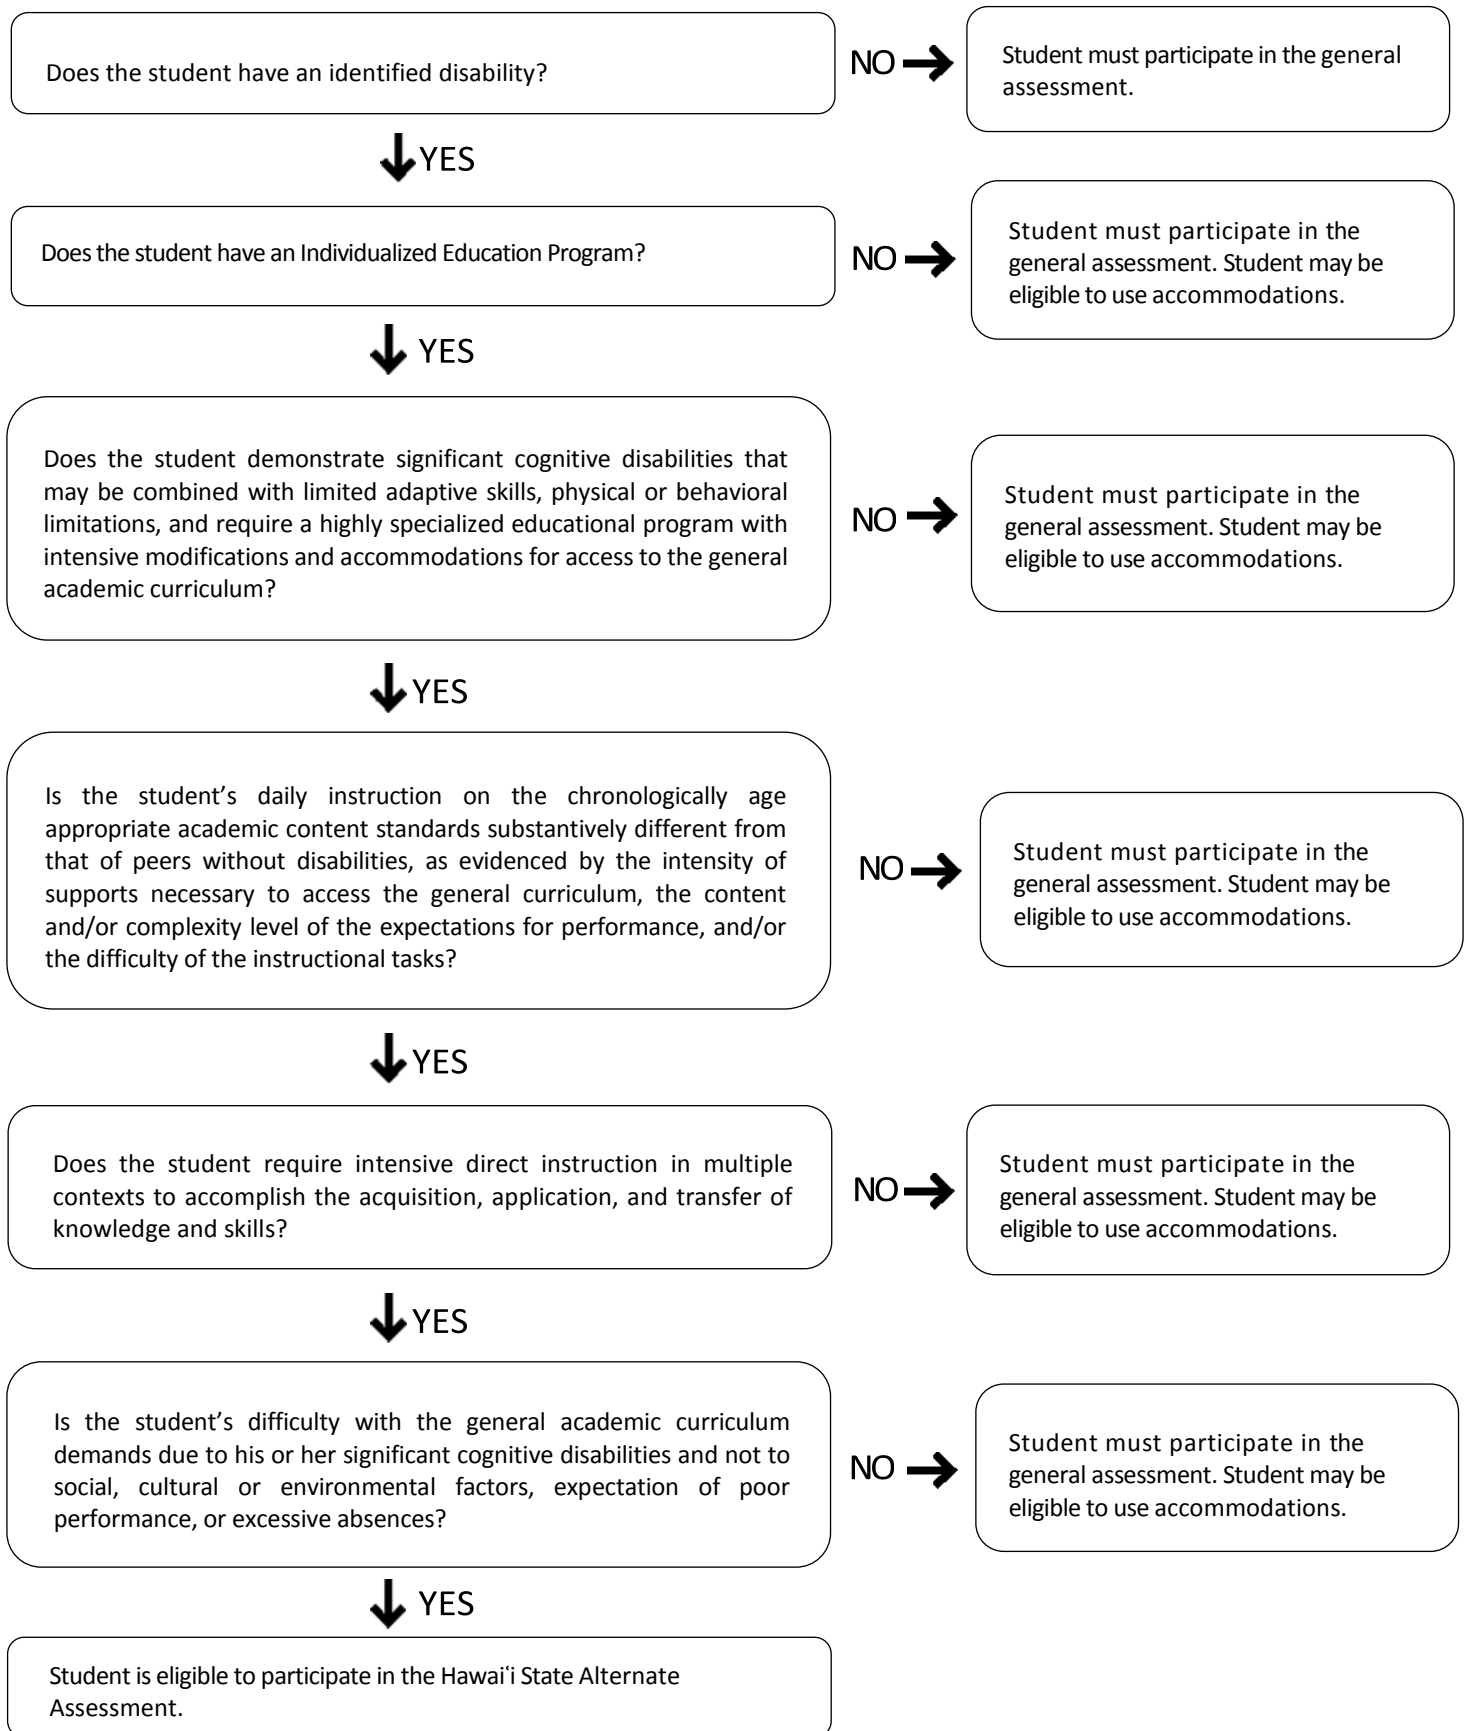 Does the student have an identified disability?
NO
Student must participate in the general
assessment.
YES
Does the student have an Individualized Education Program?
NO
Student must participate in the
general assessment. Student may be
eligible to use accommodations.
YES
Does the student demonstrate significant cognitive disabilities that
may be combined with limited adaptive skills, physical or behavioral
limitations, and require a highly specialized educational program with
intensive modifications and accommodations for access to the general
academic curriculum?
NO
Student must participate in the
general assessment. Student may be
eligible to use accommodations.
YES
Is the student’s daily instruction on the chronologically age
appropriate academic content standards substantively different from
that of peers without disabilities, as evidenced by the intensity of
supports necessary to access the general curriculum, the content
and/or complexity level of the expectations for performance, and/or
the difficulty of the instructional tasks?
NO
Student must participate in the
general assessment. Student may be
eligible to use accommodations.
YES
Does the student require intensive direct instruction in multiple
contexts to accomplish the acquisition, application, and transfer of
knowledge and skills?
NO
Student must participate in the
general assessment. Student may be
eligible to use accommodations.
YES
Is the student’s difficulty with the general academic curriculum
demands due to his or her significant cognitive disabilities and not to
social, cultural or environmental factors, expectation of poor
performance, or excessive absences?
NO
Student must participate in the
general assessment. Student may be
eligible to use accommodations.
YES
Student is eligible to participate in the Hawaiʻi State Alternate
Assessment.